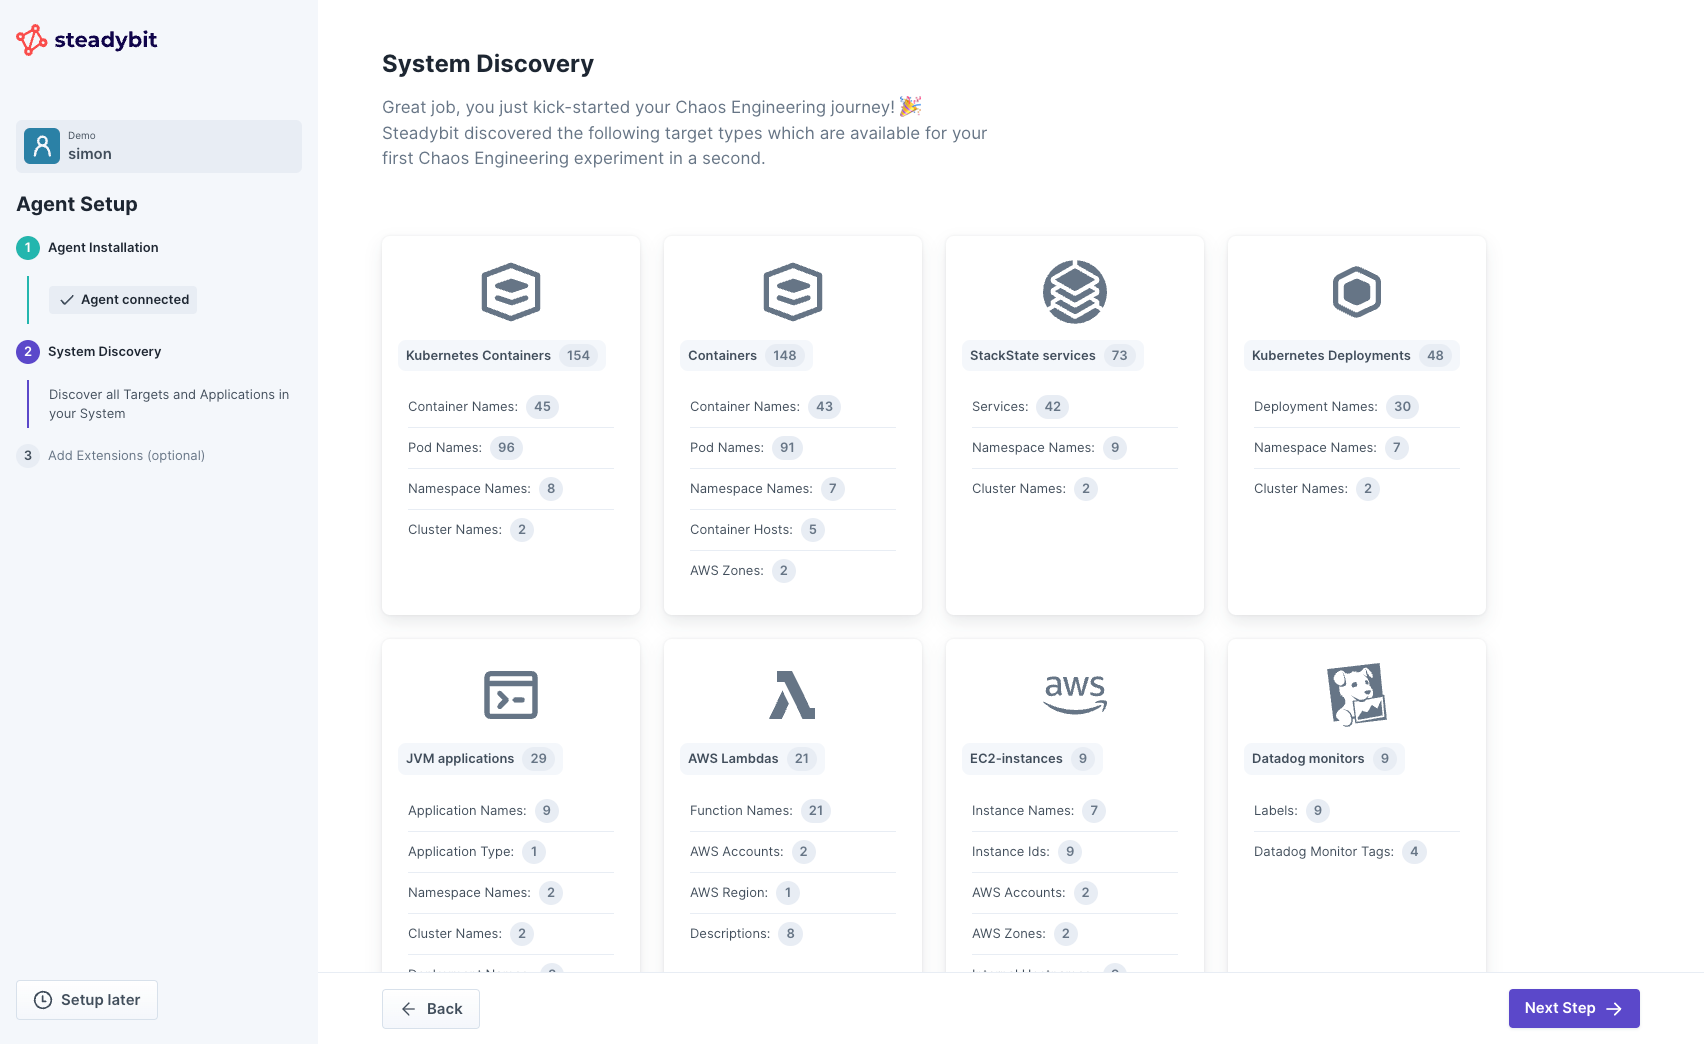 steadybit
Demo
simon
Agent Setup
1 Agent Installation
Agent connected
2 System Discovery
Discover all Targets and Applications in
your System
3 Add Extensions (optional)
Setup later
System Discovery
Great job, you just kick-started your Chaos Engineering journey! 🎉
Steadybit discovered the following target types which are available for your
first Chaos Engineering experiment in a second.
Kubernetes Containers 154
Container Names: 45
Pod Names: 96
Namespace Names: 8
Cluster Names: 2
Containers 148
Container Names: 43
Pod Names: 91
Namespace Names: 7
Container Hosts: 5
AWS Zones: 2
StackState services 73
Services: 42
Namespace Names: 9
Cluster Names: 2
Kubernetes Deployments 48
Deployment Names: 30
Namespace Names: 7
Cluster Names: 2
JVM applications 29
Application Names: 9
Application Type: 1
Namespace Names: 2
Cluster Names: 2
AWS Lambdas 21
Function Names: 21
AWS Accounts: 2
AWS Region: 1
Descriptions: 8
aws
EC2-instances 9
Instance Names: 7
Instance Ids: 9
AWS Accounts: 2
AWS Zones: 2
Datadog monitors 9
Labels: 9
Datadog Monitor Tags: 4
Back
Next Step